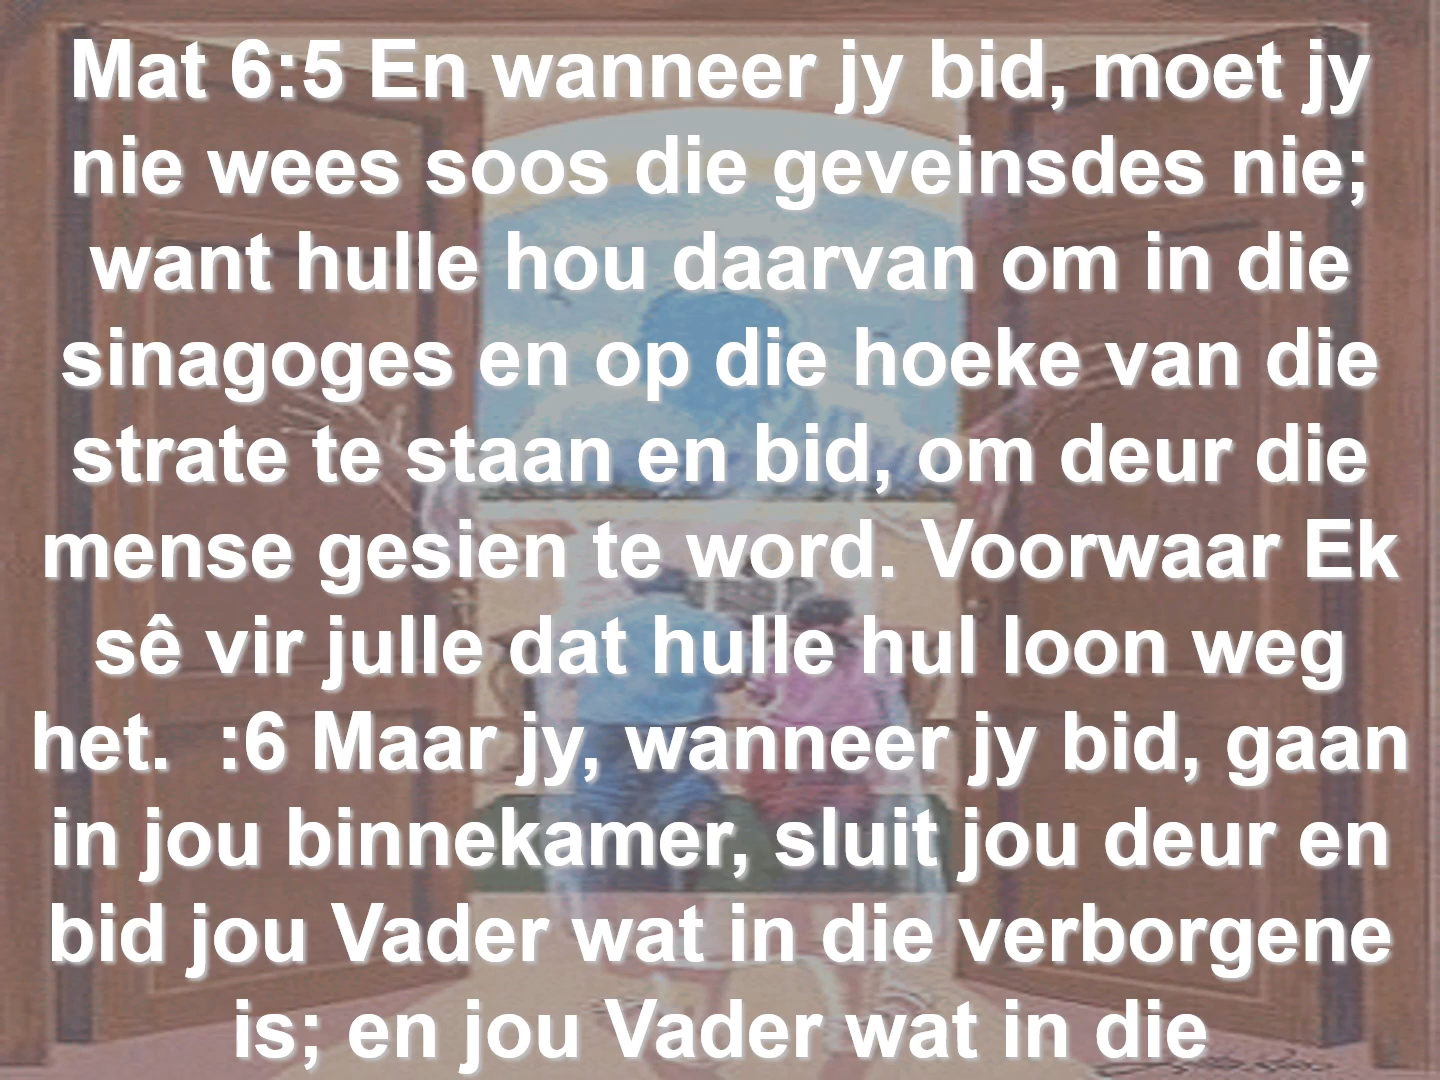 Mat 6:5 En wanneer jy bid, moet jy
nie wees soos die geveinsdes nie;
want hulle hou daarvan om in die
sinagoges en op die hoeke van die
strate te staan en bid, om deur die
mense gesien te word. Voorwaar Ek
sê vir julle dat hulle hul loon weg
het.  :6 Maar jy, wanneer jy bid, gaan
in jou binnekamer, sluit jou deur en
bid jou Vader wat in die verborgene
is; en jou Vader wat in die